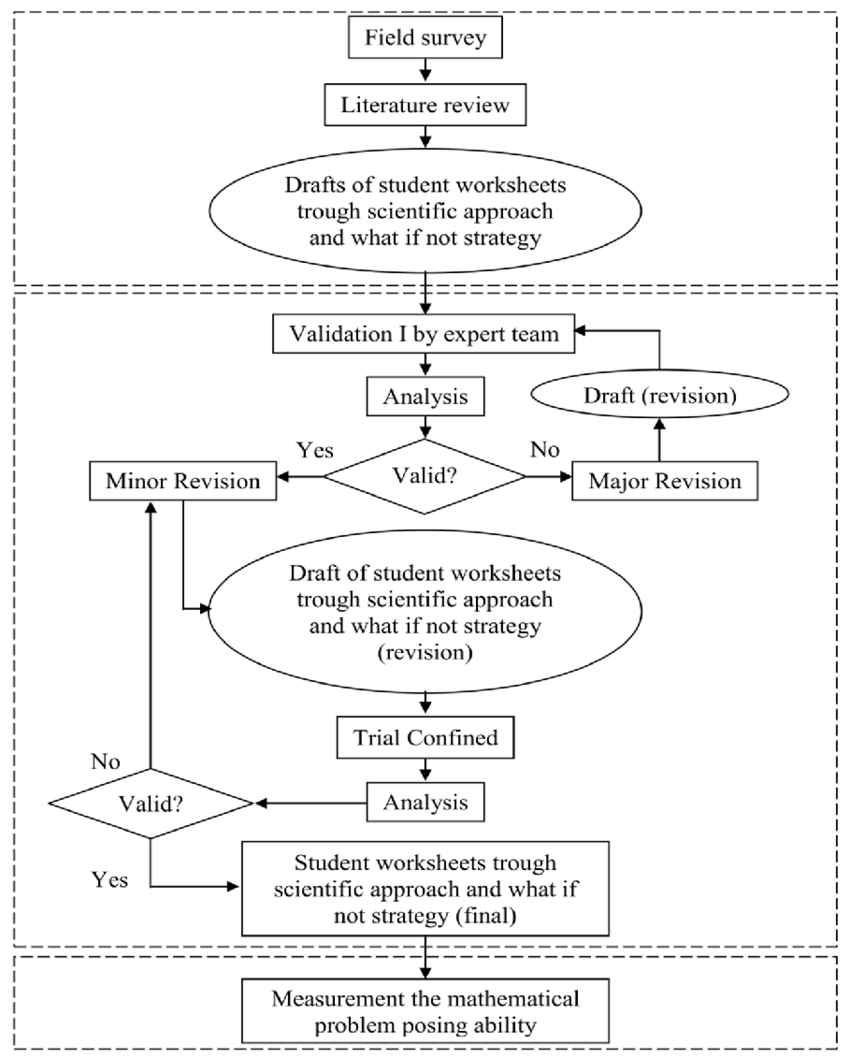 Field survey
Literature review
Drafts of student worksheets
trough scientific approach
and what if not strategy
Validation I by expert team
Analysis
Draft (revision)
Yes
Valid?
No
Minor Revision
Major Revision
Draft of student worksheets
trough scientific approach
and what if not strategy
(revision)
Trial Confined
No
Valid?
Analysis
Yes
Student worksheets trough
scientific approach and what if
not strategy (final)
Measurement the mathematical
problem posing ability